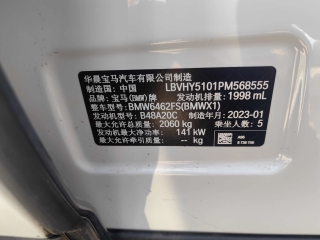 华晨宝马汽车有限公司制造
制造国: 中国 LBVHY5101PM568555
品牌: 宝马(BMW)牌 发动机排量: 1998 mL
整车型号: BMW6462FS(BMWX1)
发动机型号: B48A20C 制造年月: 2023-01
发动机最大净功率: 141 kW 乘坐人数: 5
最大允许总质量: 2060 kg
最大允许牵引质量: -- kg